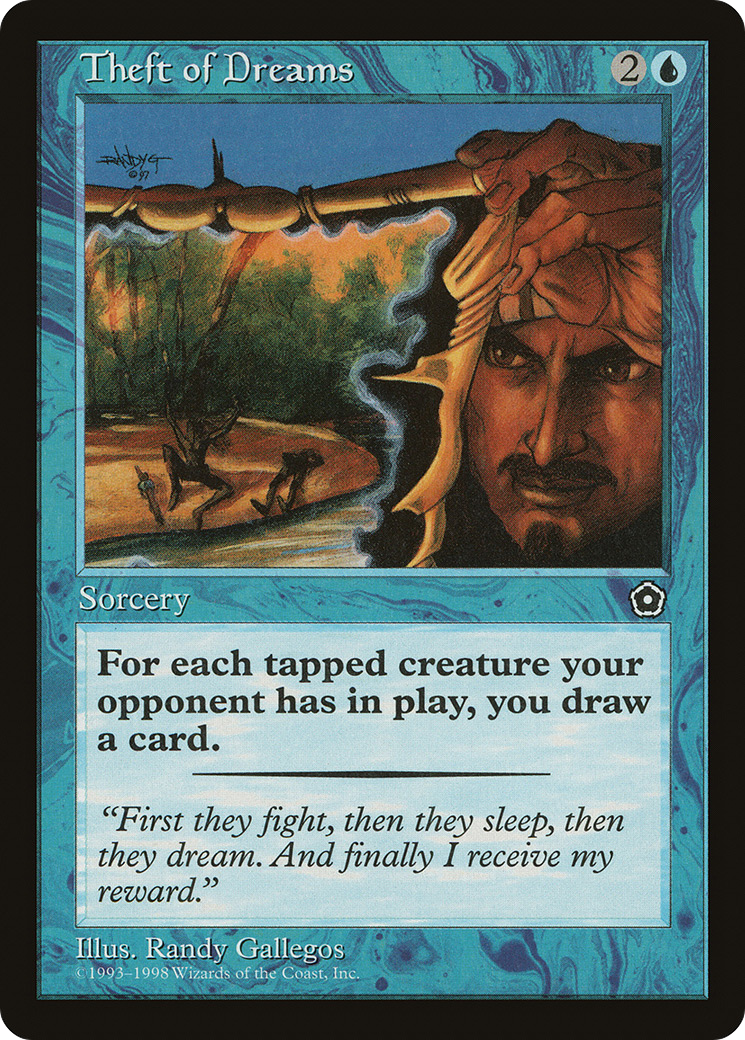 Theft of Dreams
2
RANDY G
©97
Sorcery
For each tapped creature your
opponent has in play, you draw
a card.
“First they fight, then they sleep, then
they dream. And finally I receive my
reward.”
Illus. Randy Gallegos
©1993–1998 Wizards of the Coast, Inc.